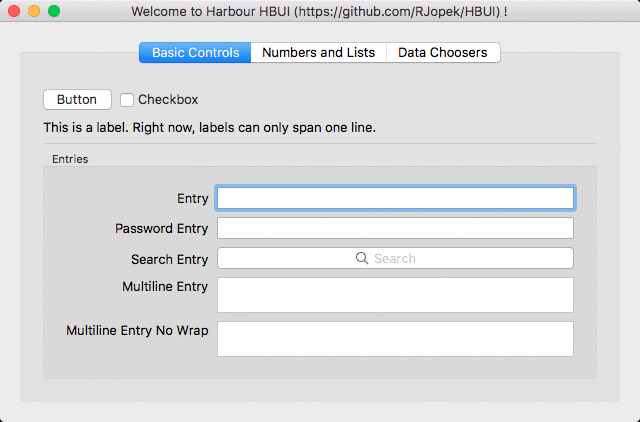 Welcome to Harbour HBUI (https://github.com/RJopek/HBUI) !
Basic Controls Numbers and Lists Data Choosers
Button Checkbox
This is a label. Right now, labels can only span one line.
Entries
Entry
Password Entry
Search Entry Search
Multiline Entry
Multiline Entry No Wrap